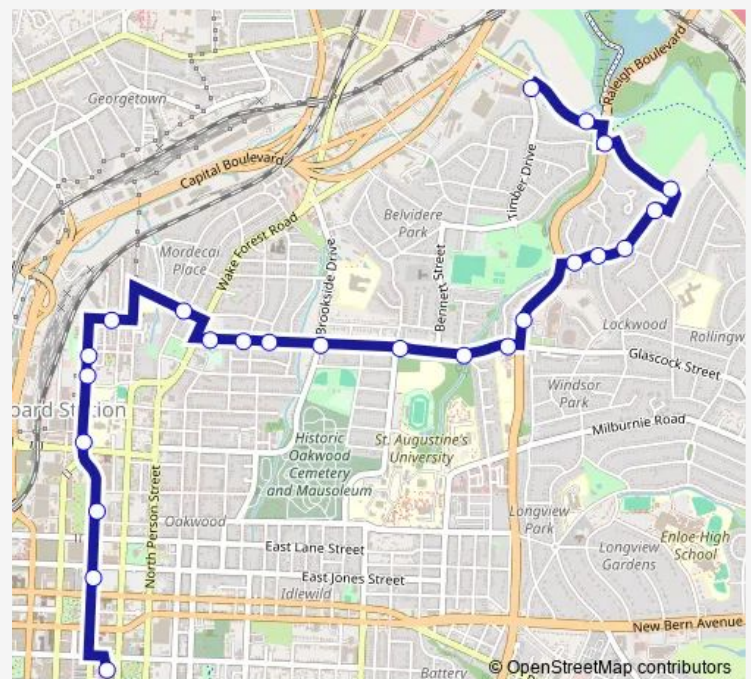 Georgetown
Raleigh Boulevard
Capital Boulevard
Timber Drive
Belvidere
Park
Wake Forest Road
Mordecai
Place
Brookside Drive
Bennett Street
Lockwood
Rollingw
Glascock Street
Windsor
Park
oard Station
Milburnie Road
Historic
Oakwood
Cemetery
and Mausoleum
St. Augustine's
University
North Person Street
Oakwood
Longview
Park
Enloe High
School
East Lane Street
Longview
Gardens
East Jones Street
Idlewild
New Bern Avenue
Battery
© OpenStreetMap contributors